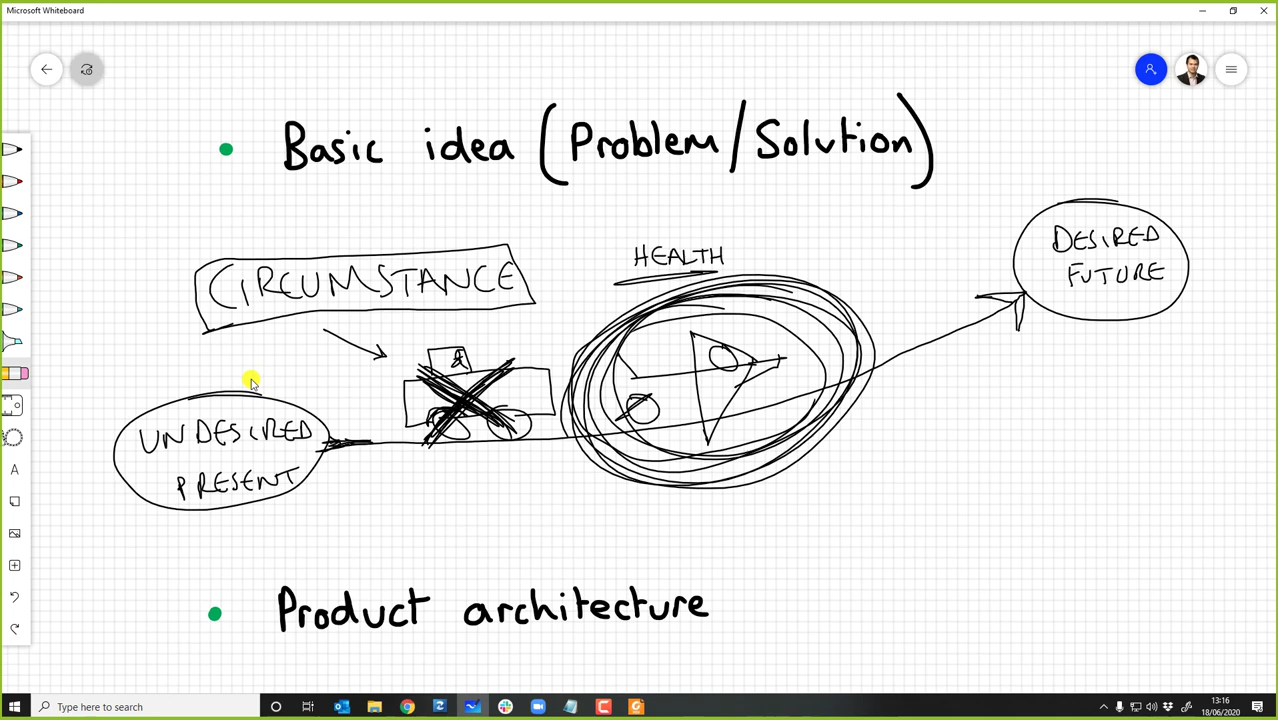 Microsoft Whiteboard
Basic idea (Problem/Solution)
CIRCUMSTANCE
HEALTH
DESIRED
FUTURE
UNDESIRED
PRESENT
Product architecture
A
Type here to search
13:16
18/06/2020